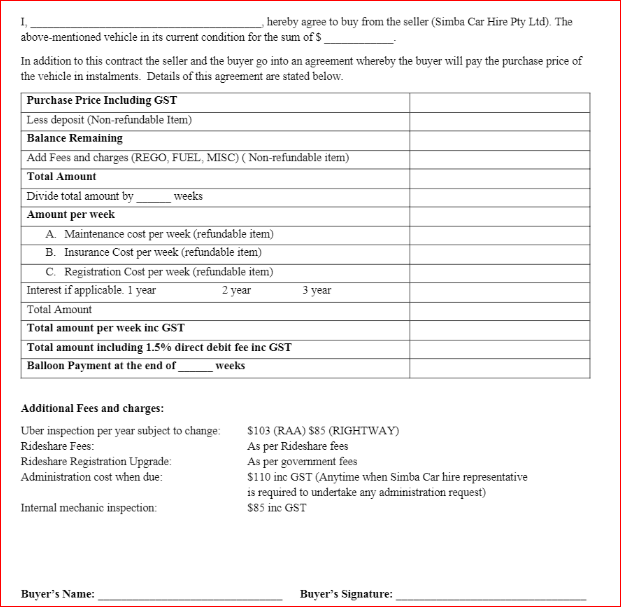 I, ______________________________________, hereby agree to buy from the seller (Simba Car Hire Pty Ltd). The
above-mentioned vehicle in its current condition for the sum of $ ____________.
In addition to this contract the seller and the buyer go into an agreement whereby the buyer will pay the purchase price of
the vehicle in instalments. Details of this agreement are stated below.
Purchase Price Including GST
Less deposit (Non-refundable Item)
Balance Remaining
Add Fees and charges (REGO, FUEL, MISC) ( Non-refundable item)
Total Amount
Divide total amount by ______ weeks
Amount per week
A. Maintenance cost per week (refundable item)
B. Insurance Cost per week (refundable item)
C. Registration Cost per week (refundable item)
Interest if applicable. 1 year 2 year 3 year
Total Amount
Total amount per week inc GST
Total amount including 1.5% direct debit fee inc GST
Balloon Payment at the end of ______ weeks
Additional Fees and charges:
Uber inspection per year subject to change: $103 (RAA) $85 (RIGHTWAY)
Rideshare Fees: As per Rideshare fees
Rideshare Registration Upgrade: As per government fees
Administration cost when due: $110 inc GST (Anytime when Simba Car hire representative
is required to undertake any administration request)
Internal mechanic inspection: $85 inc GST
Buyer's Name: ______________________________ Buyer's Signature: ______________________________